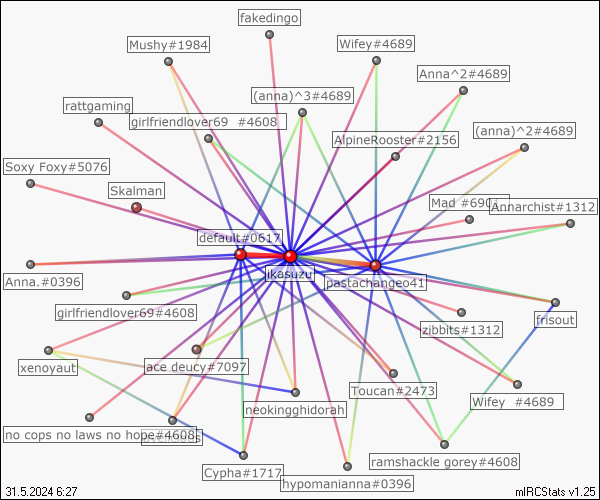 fakedingo
Mushy#1984
Wifey#4689
Anna^2#4689
(anna)^3#4689
rattgaming
girlfriendlover69 #4608
(anna)^2#4689
AlpineRooster#2156
Soxy Foxy#5076
Skalman
Mad #690
Annarchist#1312
default#0617
jikasuzu
pastachangeo41
Anna.#0396
girlfriendlover69#4608
frisout
zibbits#1312
xenoyaut
ace deucy#7097
Toucan#2473
neokingghidorah
Wifey #4689
no cops no laws no hope#4608
ramshackle gorey#4608
Cypha#1717
hypomanianna#0396
31.5.2024 6:27
mIRCStats v1.25